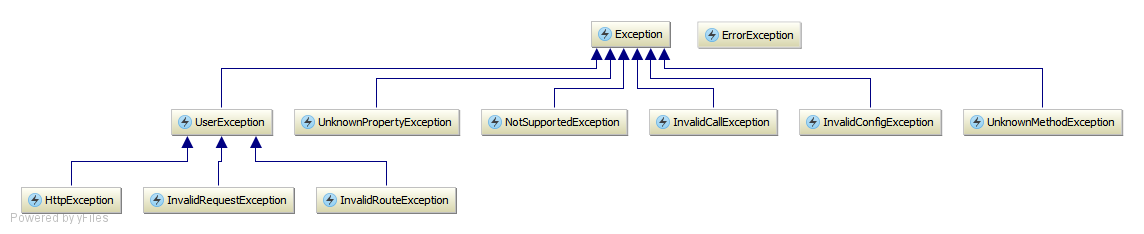 Exception
ErrorException
UserException
UnknownPropertyException
NotSupportedException
InvalidCallException
InvalidConfigException
UnknownMethodException
HttpException
InvalidRequestException
InvalidRouteException
Powered by yFiles